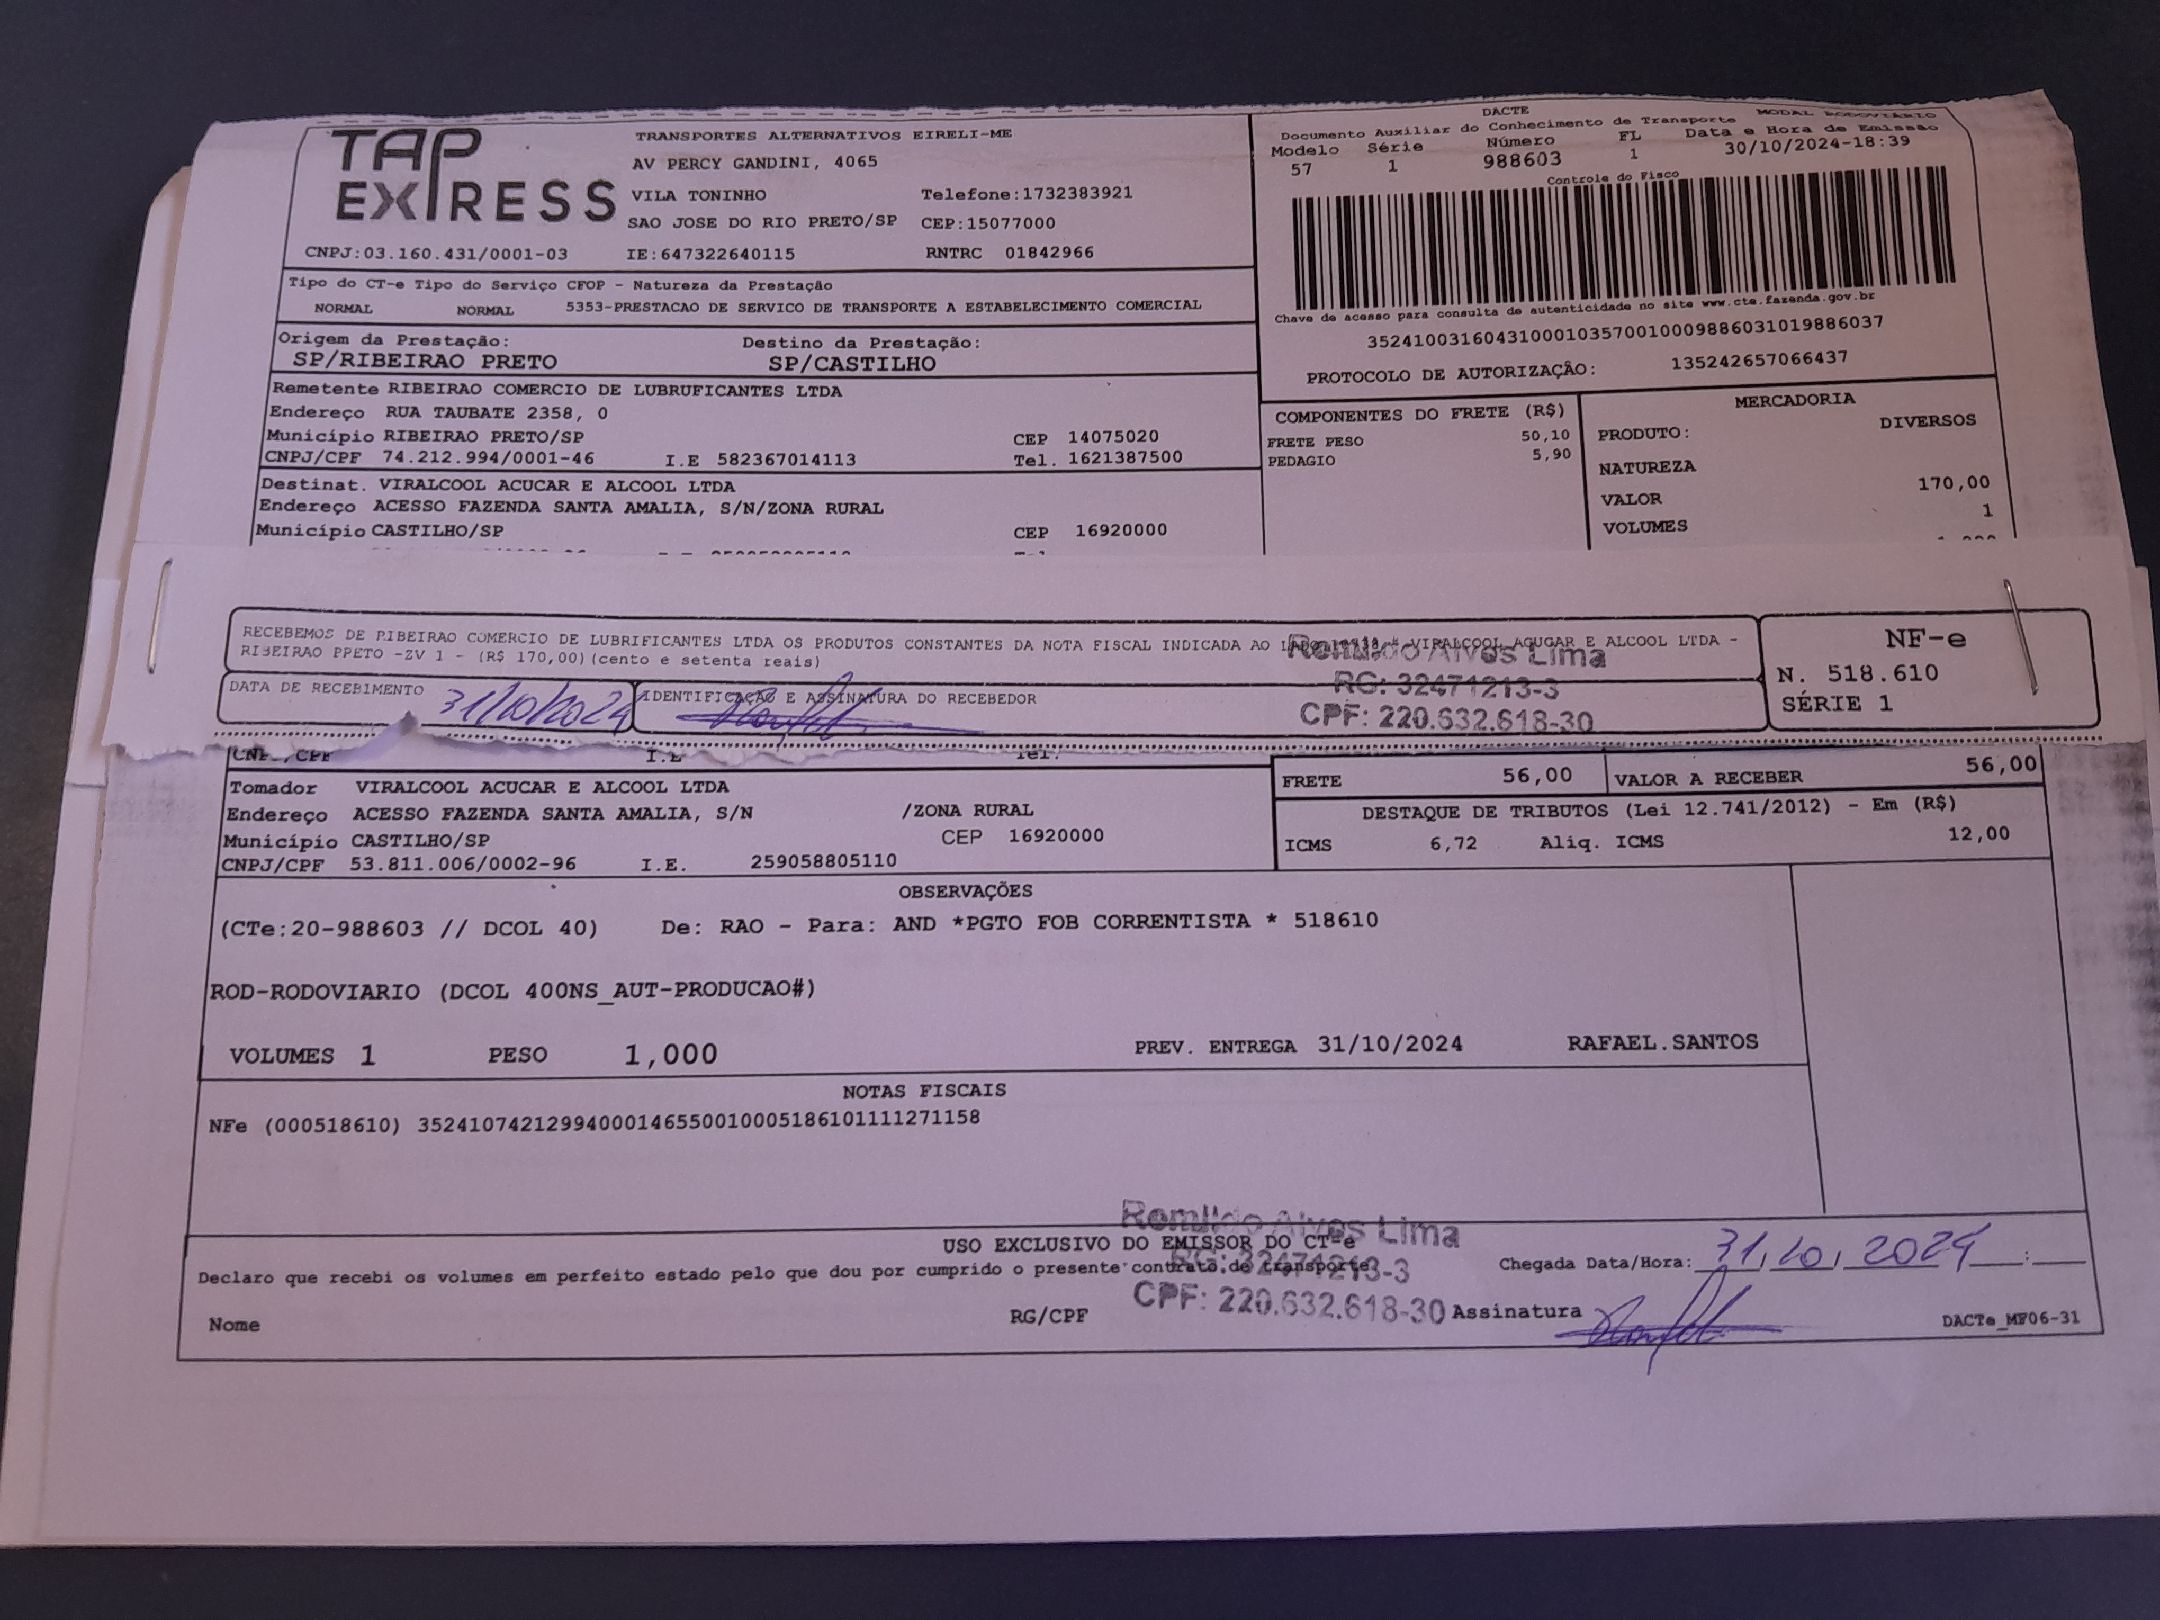 TAP EXPRESS
TRANSPORTES ALTERNATIVOS EIRELI-ME
AV PERCY GANDINI, 4065
VILA TONINHO Telefone:1732383921
SAO JOSE DO RIO PRETO/SP CEP:15077000
CNPJ:03.160.431/0001-03 IE:647322640115 RNTRC 01842966
DACTE MODAL RODOVIÁRIO
Documento Auxiliar do Conhecimento de Transporte
Modelo Série Número FL Data e Hora de Emissão
57 1 988603 1 30/10/2024-18:39
Controle do Fisco
Chave de acesso para consulta de autenticidade no site www.cte.fazenda.gov.br
35241003160431000103570010009886031019886037
PROTOCOLO DE AUTORIZAÇÃO: 135242657066437
Tipo do CT-e Tipo do Serviço CFOP - Natureza da Prestação
NORMAL NORMAL 5353-PRESTACAO DE SERVICO DE TRANSPORTE A ESTABELECIMENTO COMERCIAL
Origem da Prestação: Destino da Prestação:
SP/RIBEIRAO PRETO SP/CASTILHO
Remetente RIBEIRAO COMERCIO DE LUBRUFICANTES LTDA
Endereço RUA TAUBATE 2358, 0
Município RIBEIRAO PRETO/SP CEP 14075020
CNPJ/CPF 74.212.994/0001-46 I.E 582367014113 Tel. 1621387500
Destinat. VIRALCOOL ACUCAR E ALCOOL LTDA
Endereço ACESSO FAZENDA SANTA AMALIA, S/N/ZONA RURAL
Município CASTILHO/SP CEP 16920000
COMPONENTES DO FRETE (R$)
FRETE PESO 50,10
PEDAGIO 5,90
MERCADORIA
PRODUTO: DIVERSOS
NATUREZA
VALOR 170,00
VOLUMES 1
RECEBEMOS DE RIBEIRAO COMERCIO DE LUBRIFICANTES LTDA OS PRODUTOS CONSTANTES DA NOTA FISCAL INDICADA AO VIRALCOOL AÇUGAR E ALCOOL LTDA -
RIBEIRAO PRETO -ZV 1 - (R$ 170,00)(cento e setenta reais)
DATA DE RECEBIMENTO 31/10/2024
IDENTIFICAÇÃO E ASSINATURA DO RECEBEDOR
Romildo Alves Lima
RG: 32471213-3
CPF: 220.632.618-30
NF-e
N. 518.610
SÉRIE 1
CNPJ/CPF I.E Tel.
Tomador VIRALCOOL ACUCAR E ALCOOL LTDA
Endereço ACESSO FAZENDA SANTA AMALIA, S/N /ZONA RURAL
Município CASTILHO/SP CEP 16920000
CNPJ/CPF 53.811.006/0002-96 I.E. 259058805110
FRETE 56,00 VALOR A RECEBER 56,00
DESTAQUE DE TRIBUTOS (Lei 12.741/2012) - Em (R$)
ICMS 6,72 Aliq. ICMS 12,00
OBSERVAÇÕES
(CTe:20-988603 // DCOL 40) De: RAO - Para: AND *PGTO FOB CORRENTISTA * 518610
ROD-RODOVIARIO (DCOL 400NS_AUT-PRODUCAO#)
VOLUMES 1 PESO 1,000 PREV. ENTREGA 31/10/2024 RAFAEL.SANTOS
NOTAS FISCAIS
NFe (000518610) 35241074212994000146550010005186101111271158
Romildo Alves Lima
RG: 32471213-3
CPF: 220.632.618-30
USO EXCLUSIVO DO EMISSOR DO CT-e
Declaro que recebi os volumes em perfeito estado pelo que dou por cumprido o presente contrato de transporte
Chegada Data/Hora: 31,10,2024 :
Nome RG/CPF Assinatura
DACTe_MF06-31